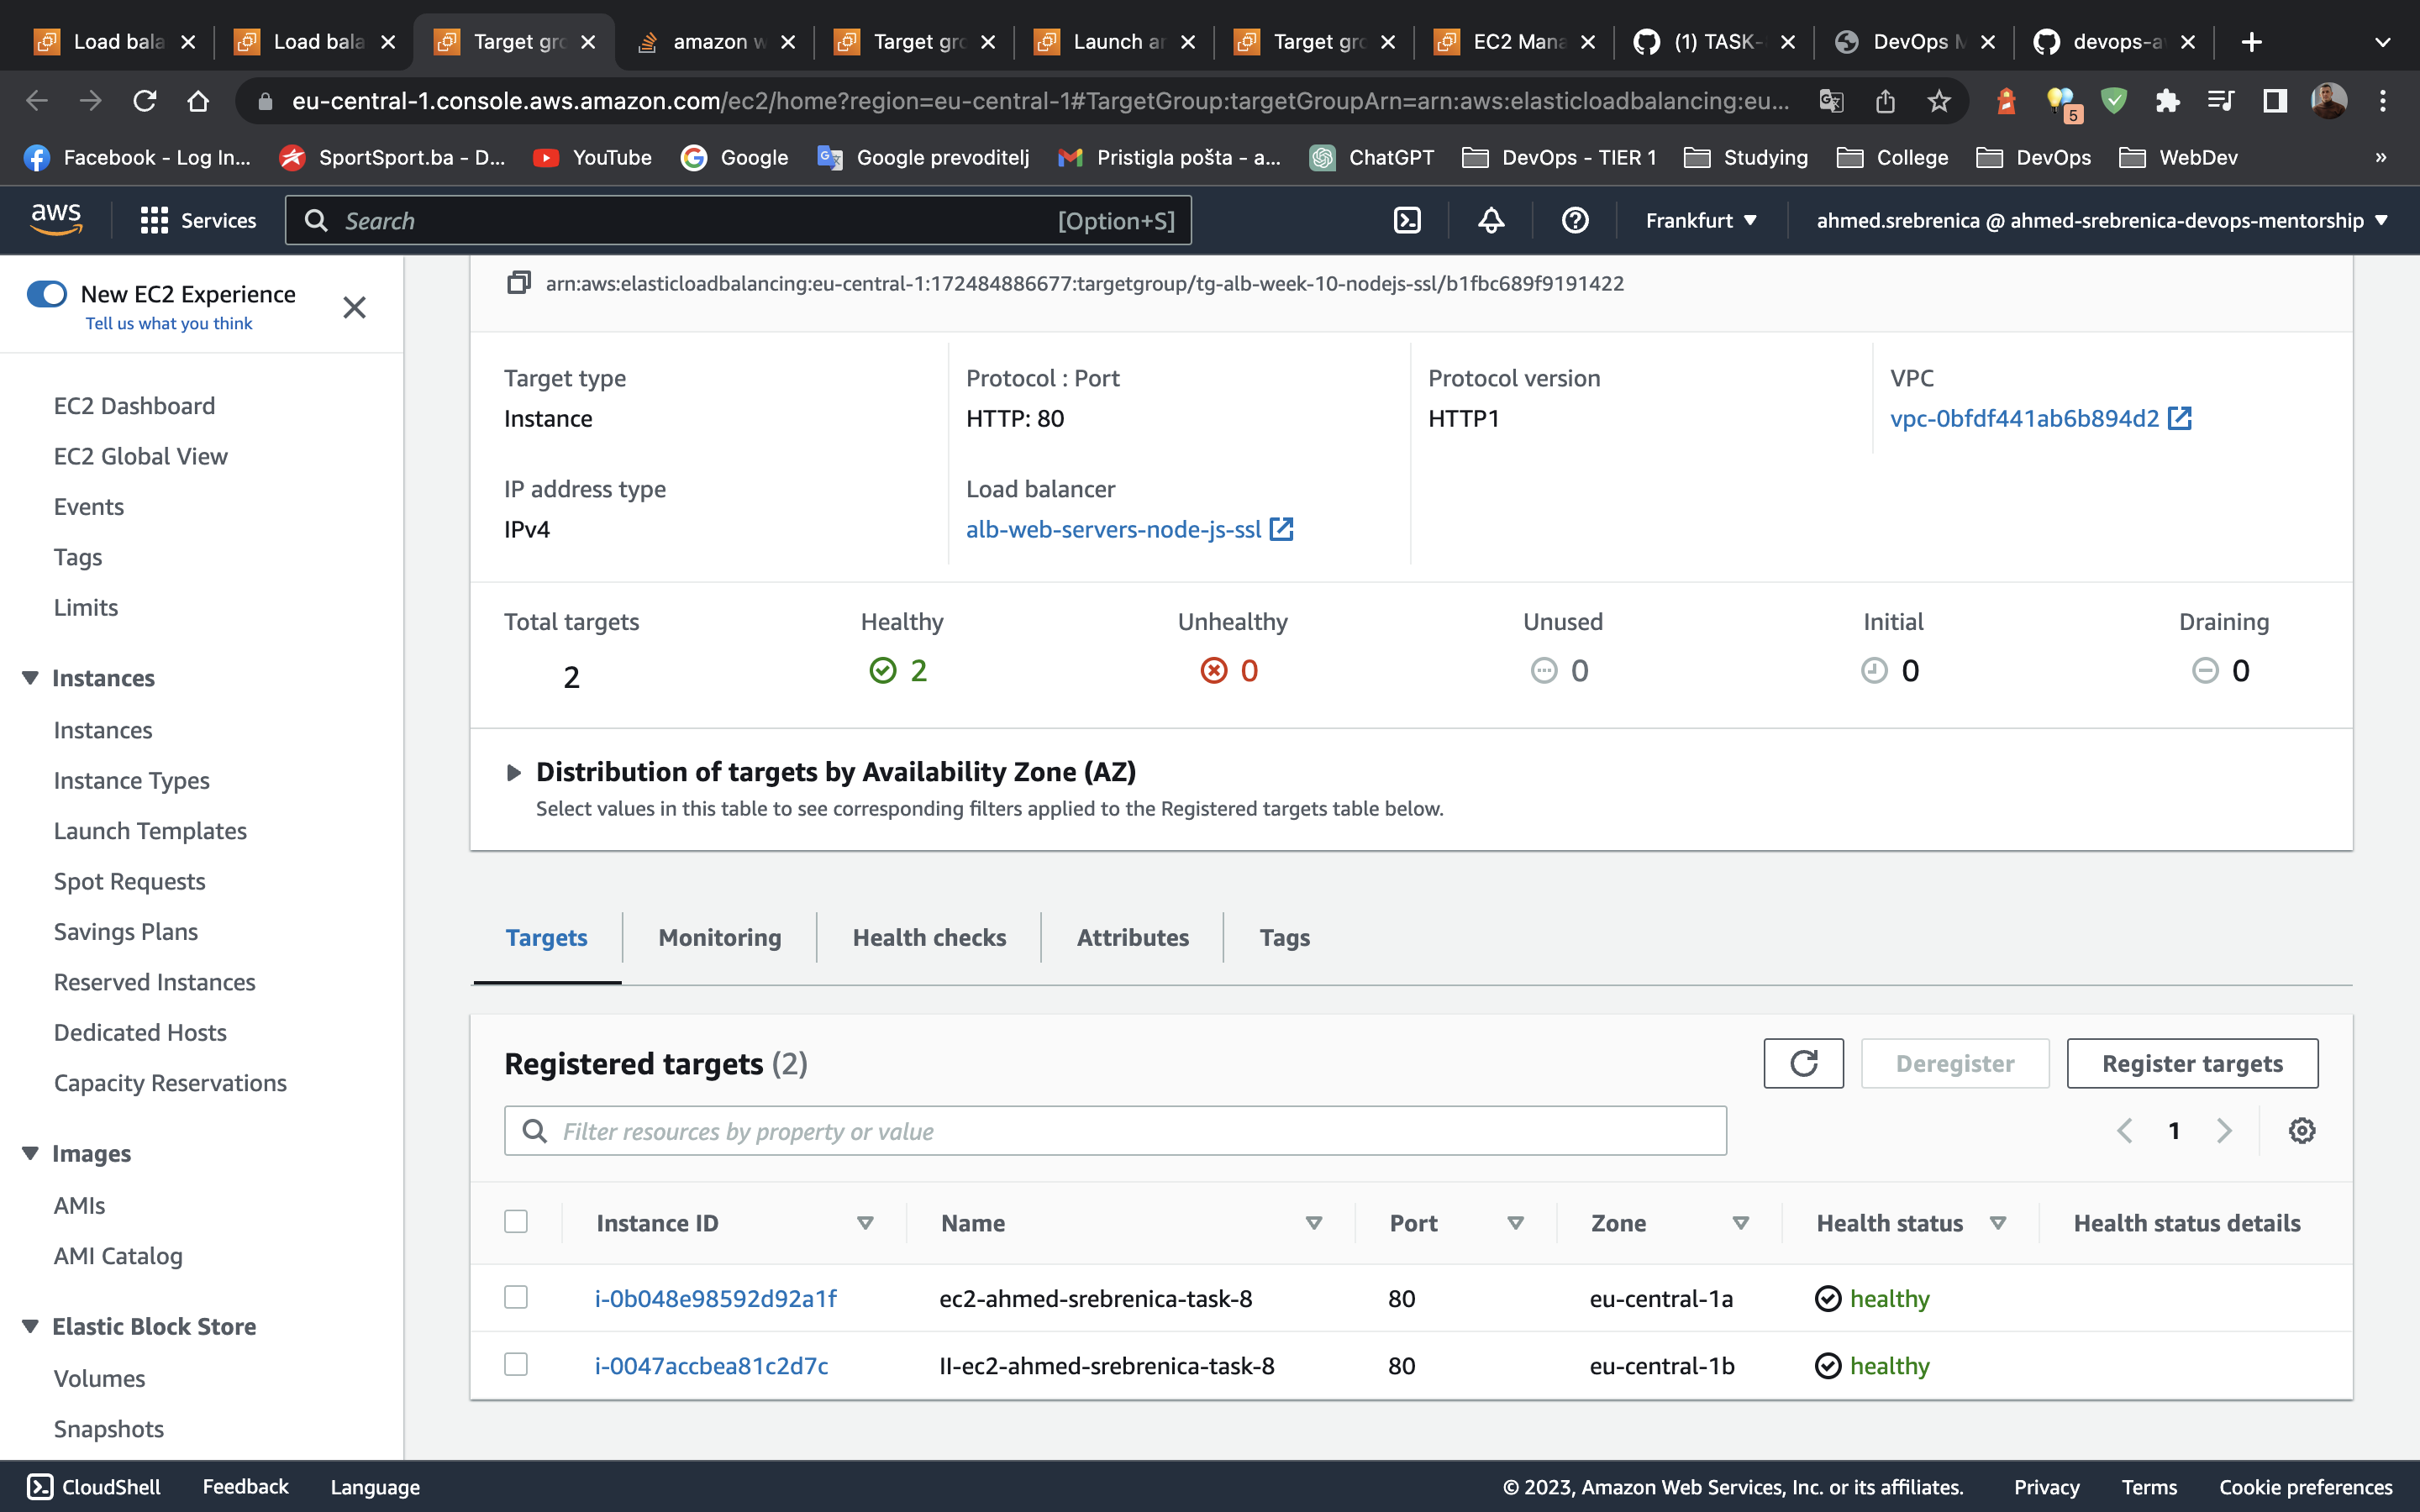 Load bala
Load bala
Target gro
amazon w
Target gro
Launch an
Target gro
EC2 Mana
(1) TASK-
DevOps M
devops-a
eu-central-1.console.aws.amazon.com/ec2/home?region=eu-central-1#TargetGroup:targetGroupArn=arn:aws:elasticloadbalancing:eu...
5
Facebook - Log In...
SportSport.ba - D...
YouTube
Google
Google prevoditelj
Pristigla pošta - a...
ChatGPT
DevOps - TIER 1
Studying
College
DevOps
WebDev
»
aws
Services
Search
[Option+S]
Frankfurt
ahmed.srebrenica @ ahmed-srebrenica-devops-mentorship
New EC2 Experience
Tell us what you think
EC2 Dashboard
EC2 Global View
Events
Tags
Limits
Instances
Instances
Instance Types
Launch Templates
Spot Requests
Savings Plans
Reserved Instances
Dedicated Hosts
Capacity Reservations
Images
AMIs
AMI Catalog
Elastic Block Store
Volumes
Snapshots
arn:aws:elasticloadbalancing:eu-central-1:172484886677:targetgroup/tg-alb-week-10-nodejs-ssl/b1fbc689f9191422
Target type
Instance
Protocol : Port
HTTP: 80
Protocol version
HTTP1
VPC
vpc-0bfdf441ab6b894d2
IP address type
IPv4
Load balancer
alb-web-servers-node-js-ssl
Total targets
2
Healthy
2
Unhealthy
0
Unused
0
Initial
0
Draining
0
Distribution of targets by Availability Zone (AZ)
Select values in this table to see corresponding filters applied to the Registered targets table below.
Targets
Monitoring
Health checks
Attributes
Tags
Registered targets (2)
Deregister
Register targets
Filter resources by property or value
1
Instance ID
Name
Port
Zone
Health status
Health status details
i-0b048e98592d92a1f
ec2-ahmed-srebrenica-task-8
80
eu-central-1a
healthy
i-0047accbea81c2d7c
II-ec2-ahmed-srebrenica-task-8
80
eu-central-1b
healthy
CloudShell
Feedback
Language
© 2023, Amazon Web Services, Inc. or its affiliates.
Privacy
Terms
Cookie preferences